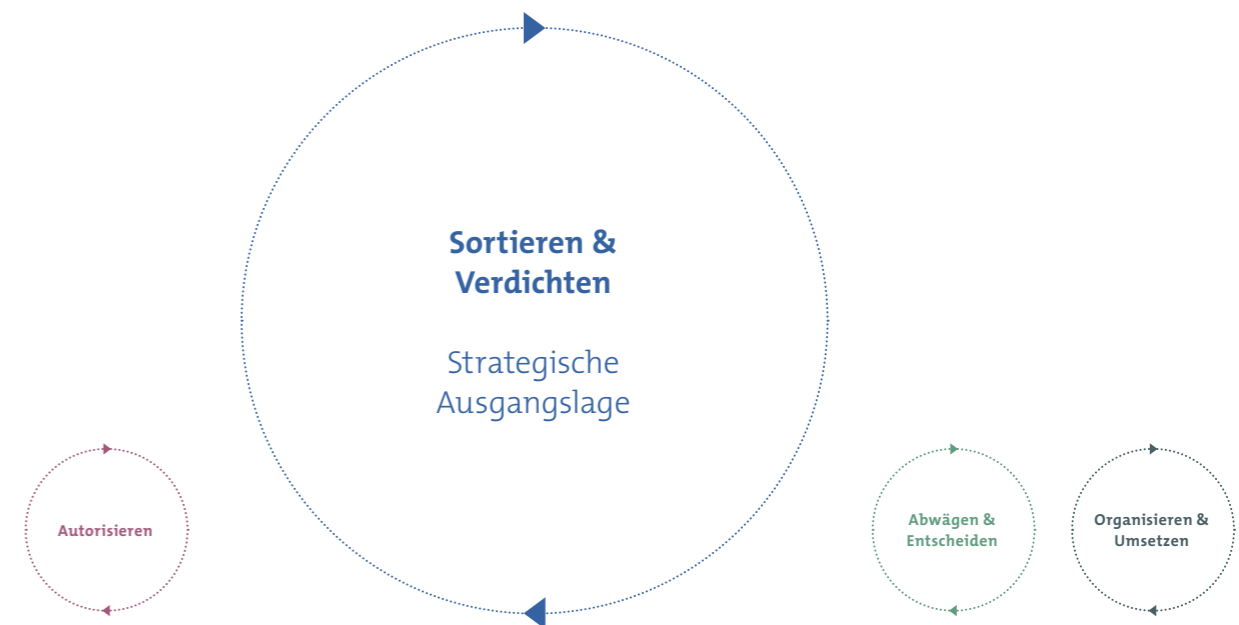 Autorisieren
Sortieren &
Verdichten
Strategische
Ausgangslage
Abwägen &
Entscheiden
Organisieren &
Umsetzen